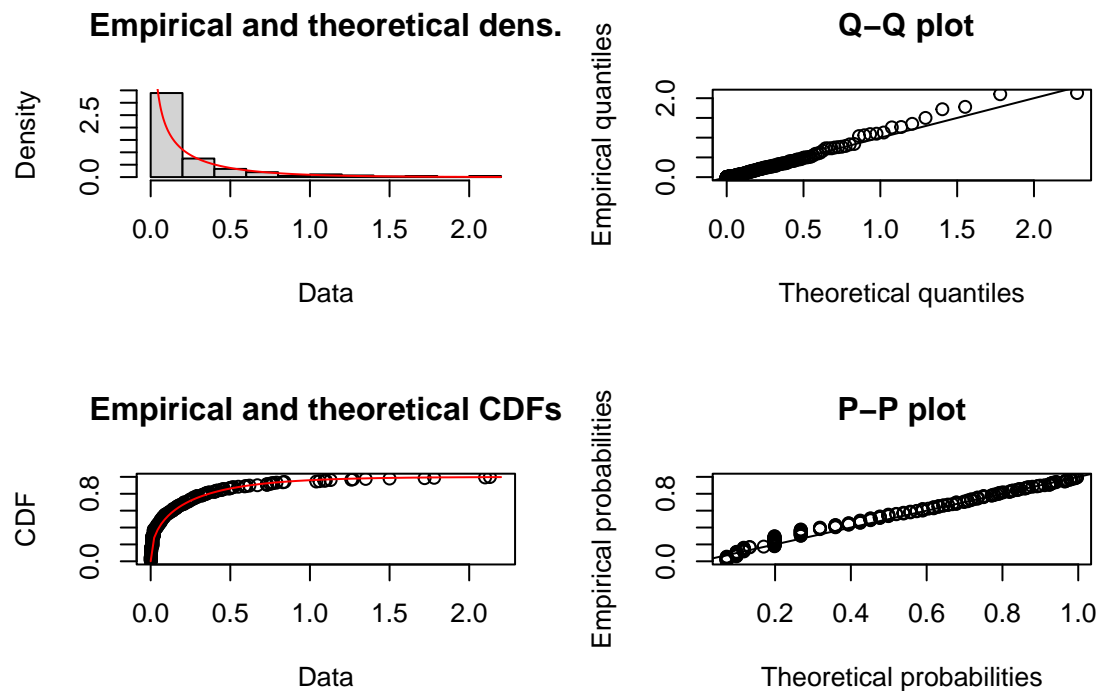 Empirical and theoretical dens.
Density
0.0 2.5
0.0 0.5 1.0 1.5 2.0
Data
Q−Q plot
Empirical quantiles
0.0 2.0
0.0 0.5 1.0 1.5 2.0
Theoretical quantiles
Empirical and theoretical CDFs
CDF
0.0 0.8
0.0 0.5 1.0 1.5 2.0
Data
P−P plot
Empirical probabilities
0.0 0.8
0.2 0.4 0.6 0.8 1.0
Theoretical probabilities